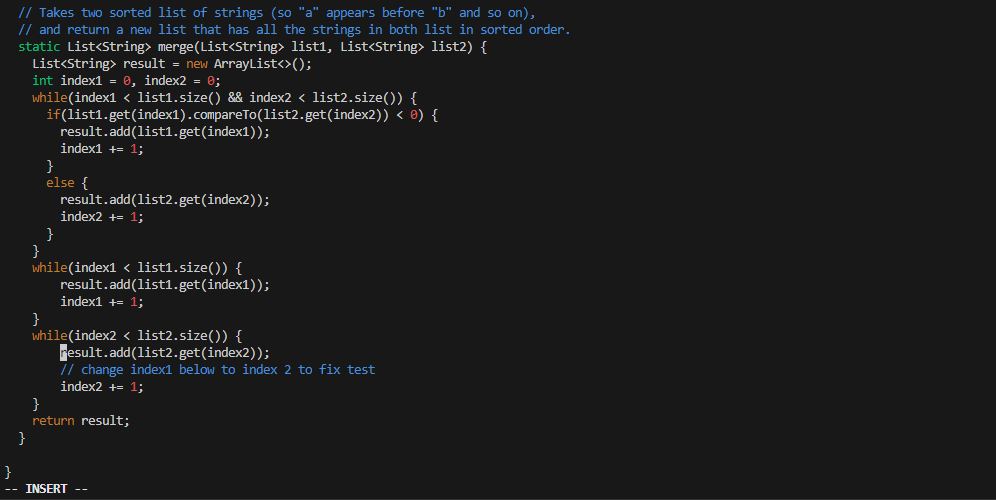 // Takes two sorted list of strings (so "a" appears before "b" and so on),
// and return a new list that has all the strings in both list in sorted order.
static List<String> merge(List<String> list1, List<String> list2) {
List<String> result = new ArrayList<>();
int index1 = 0, index2 = 0;
while(index1 < list1.size() && index2 < list2.size()) {
if(list1.get(index1).compareTo(list2.get(index2)) < 0) {
result.add(list1.get(index1));
index1 += 1;
}
else {
result.add(list2.get(index2));
index2 += 1;
}
}
while(index1 < list1.size()) {
result.add(list1.get(index1));
index1 += 1;
}
while(index2 < list2.size()) {
result.add(list2.get(index2));
// change index1 below to index 2 to fix test
index2 += 1;
}
return result;
}
}
-- INSERT --